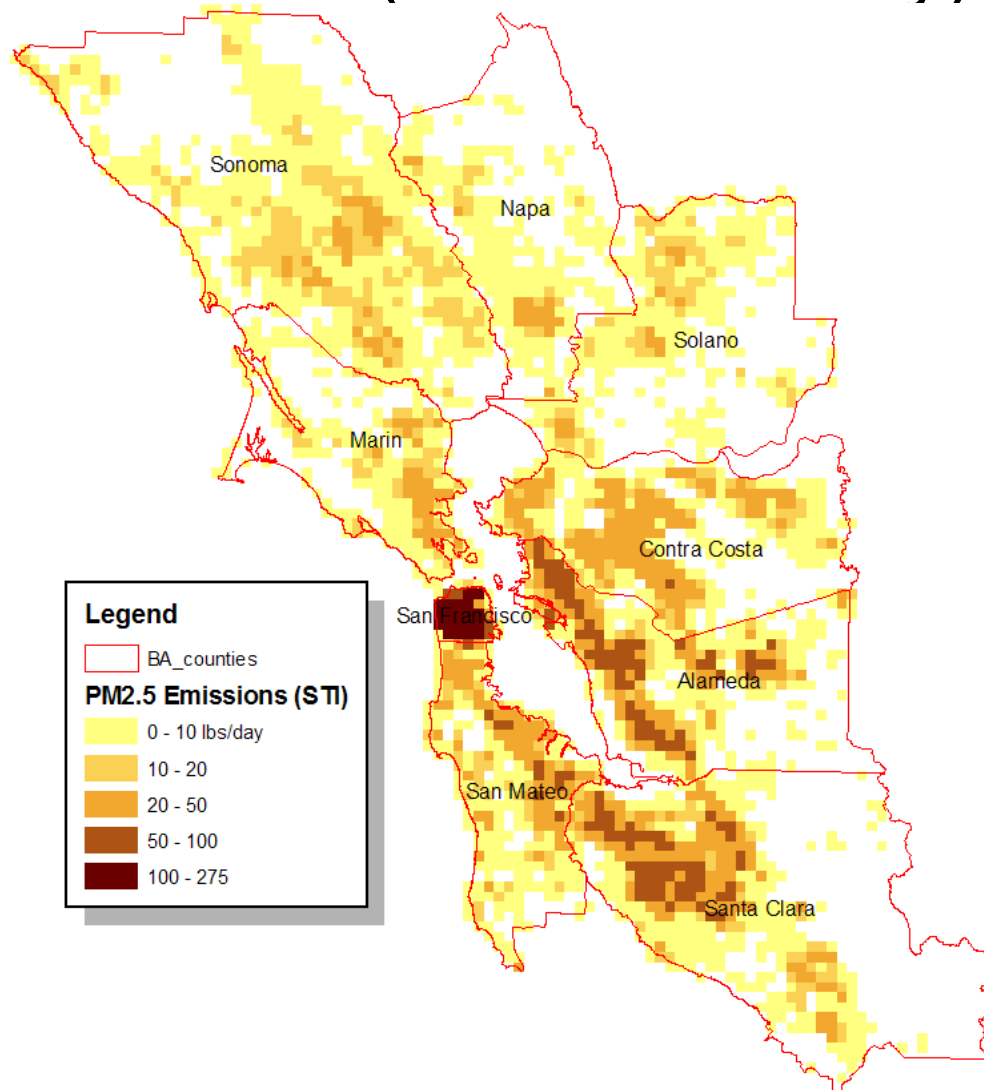 Sonoma
Napa
Solano
Marin
Contra Costa
San Francisco
Alameda
San Mateo
Santa Clara
Legend
BA_counties
PM2.5 Emissions (STI)
0 - 10 lbs/day
10 - 20
20 - 50
50 - 100
100 - 275